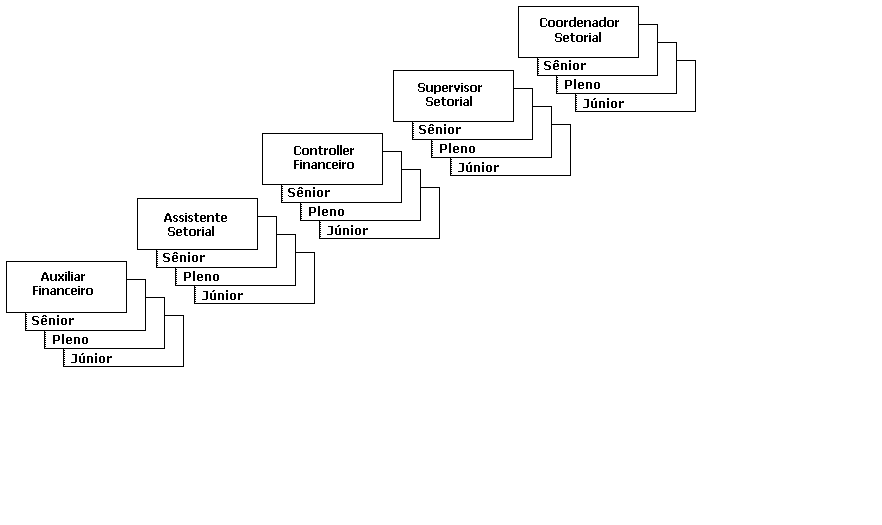 Coordenador
Setorial
Sênior
Pleno
Júnior
Supervisor
Setorial
Sênior
Pleno
Júnior
Controller
Financeiro
Sênior
Pleno
Júnior
Assistente
Setorial
Sênior
Pleno
Júnior
Auxiliar
Financeiro
Sênior
Pleno
Júnior